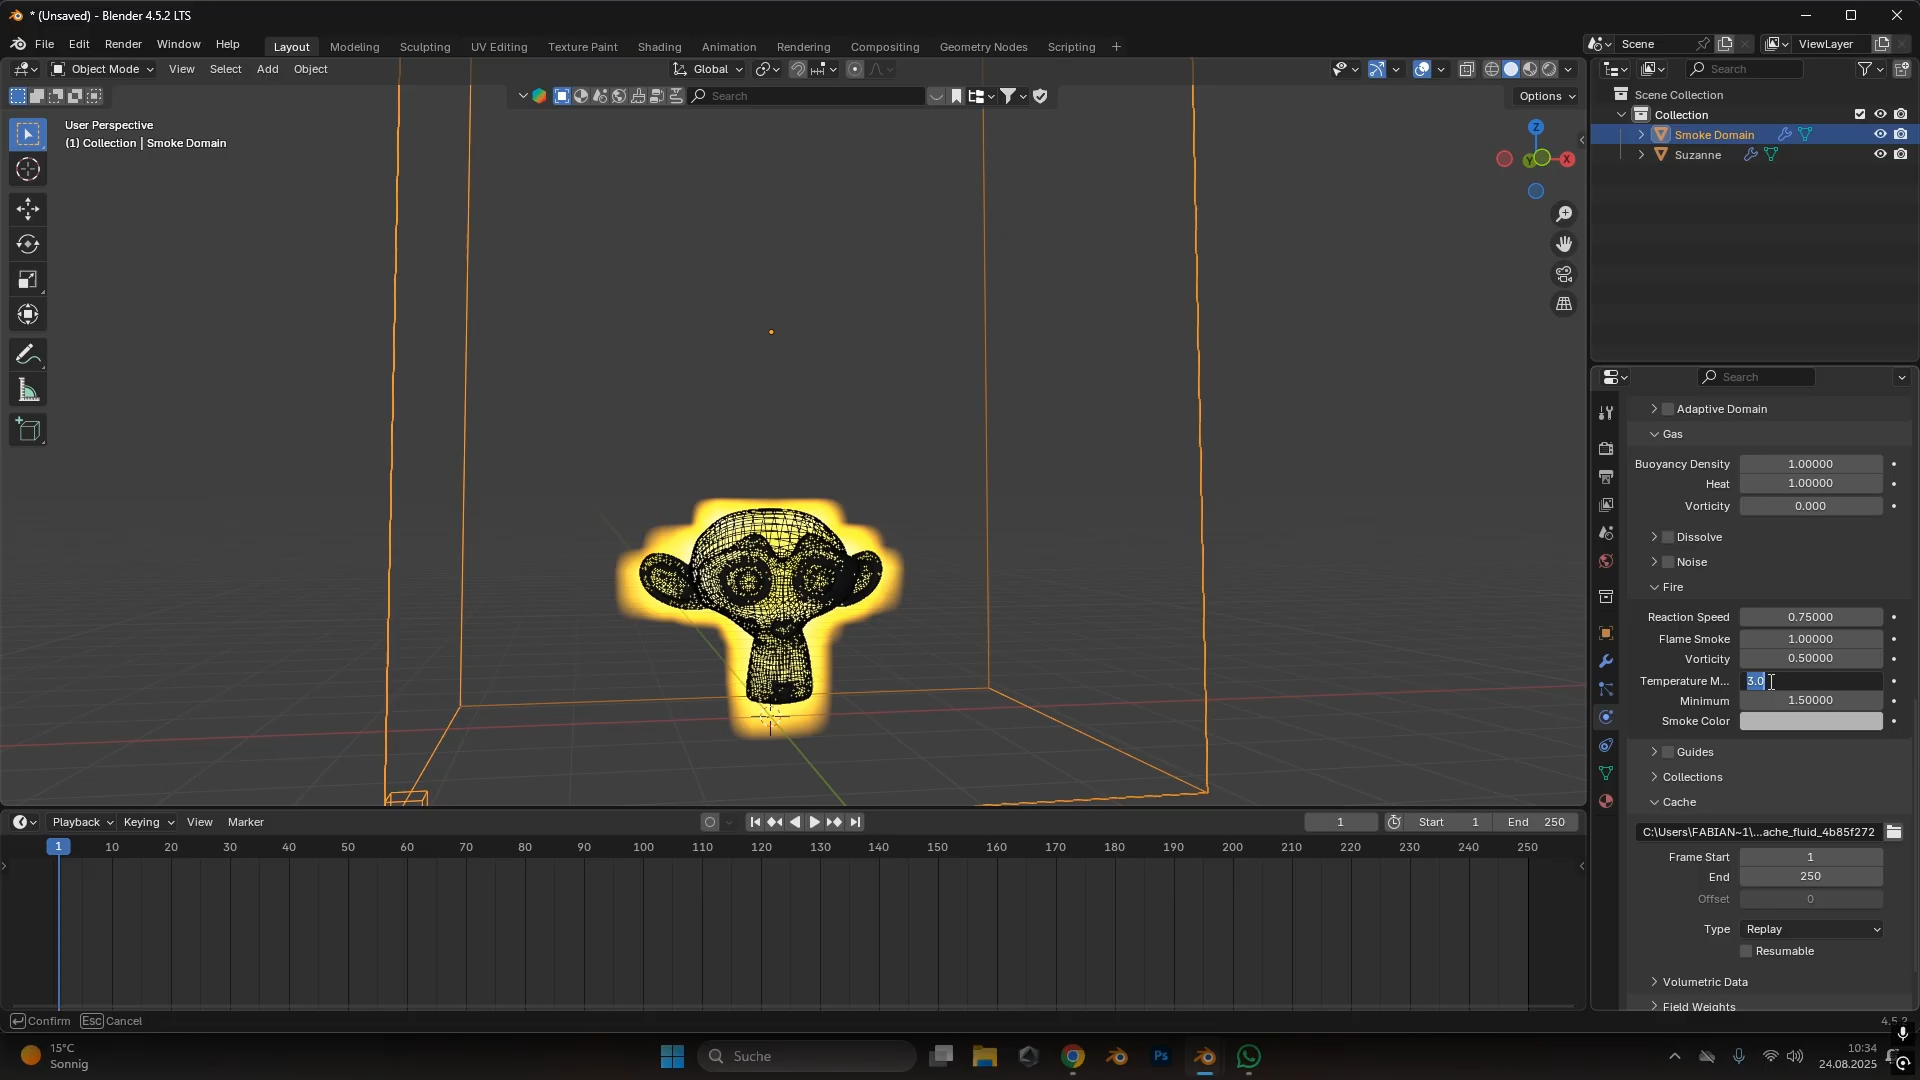 * (Unsaved) - Blender 4.5.2 LTS
File Edit Render Window Help
Layout Modeling Sculpting UV Editing Texture Paint Shading Animation Rendering Compositing Geometry Nodes Scripting +
Scene
ViewLayer
Object Mode View Select Add Object
Global
Search
Search
Options
User Perspective
(1) Collection | Smoke Domain
Z
Y
X
Scene Collection
Collection
Smoke Domain
Suzanne
Search
Adaptive Domain
Gas
Buoyancy Density 1.00000
Heat 1.00000
Vorticity 0.000
Dissolve
Noise
Fire
Reaction Speed 0.75000
Flame Smoke 1.00000
Vorticity 0.50000
Temperature M... 3.0
Minimum 1.50000
Smoke Color
Guides
Collections
Cache
C:\Users\FABIAN~1\...ache_fluid_4b85f272
Frame Start 1
End 250
Offset 0
Type Replay
Resumable
Volumetric Data
Field Weights
Playback Keying View Marker
1 Start 1 End 250
1 10 20 30 40 50 60 70 80 90 100 110 120 130 140 150 160 170 180 190 200 210 220 230 240 250
Confirm Esc Cancel
4.5.2
15°C
Sonnig
Suche
Ps
10:34
24.08.2025